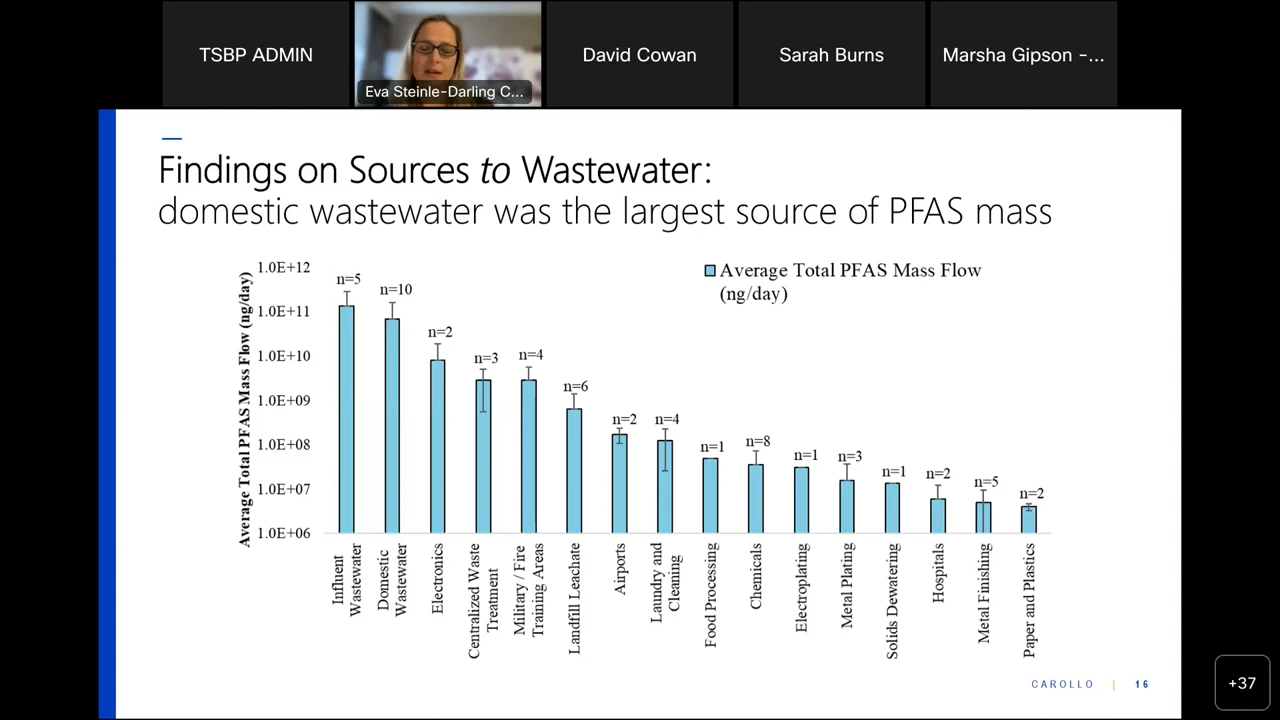 TSBP ADMIN
Eva Steinle-Darling C...
David Cowan
Sarah Burns
Marsha Gipson -...
Findings on Sources to Wastewater:
domestic wastewater was the largest source of PFAS mass
Average Total PFAS Mass Flow
(ng/day)
Average Total PFAS Mass Flow (ng/day)
1.0E+12
1.0E+11
1.0E+10
1.0E+09
1.0E+08
1.0E+07
1.0E+06
n=5
n=10
n=2
n=3
n=4
n=6
n=2
n=4
n=1
n=8
n=1
n=3
n=1
n=2
n=5
n=2
Influent
Wastewater
Domestic
Wastewater
Electronics
Centralized Waste
Treatment
Military / Fire
Training Areas
Landfill Leachate
Airports
Laundry and
Cleaning
Food Processing
Chemicals
Electroplating
Metal Plating
Solids Dewatering
Hospitals
Metal Finishing
Paper and Plastics
CAROLLO | 16
+37